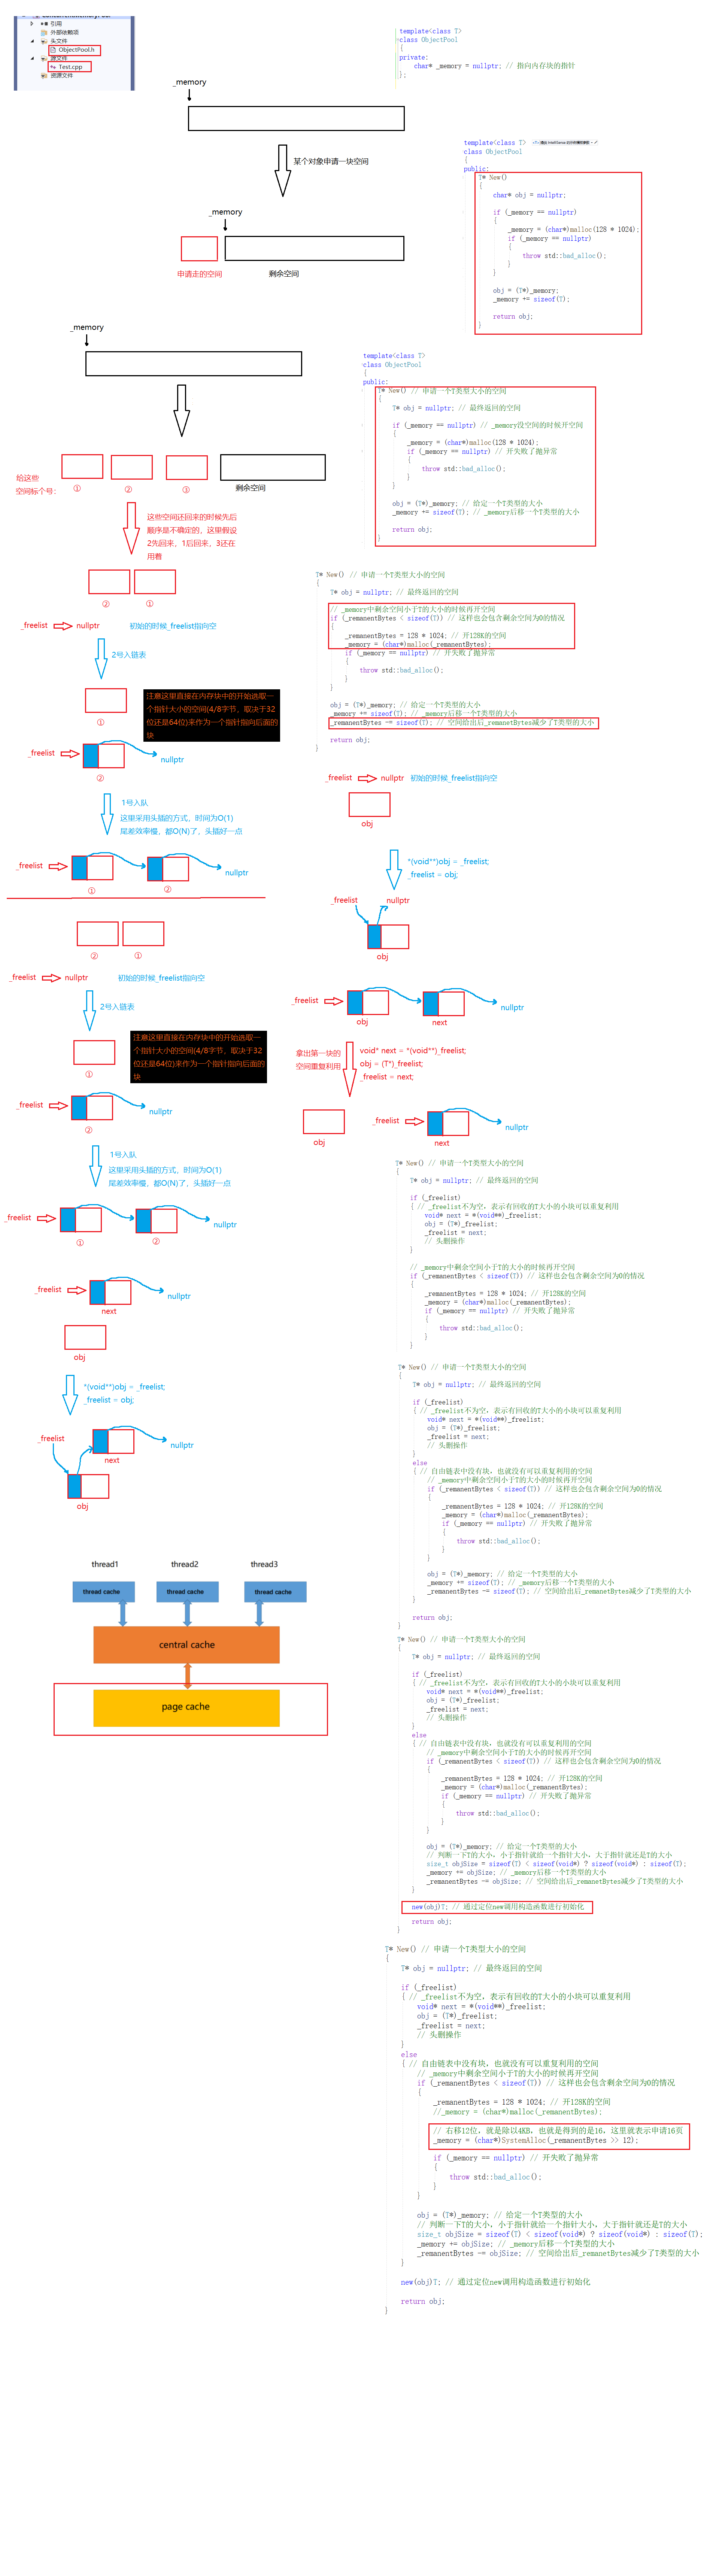 引用
外部依赖项
头文件
ObjectPool.h
源文件
Test.cpp
资源文件
template<class T>
class ObjectPool
{
private:
char* _memory = nullptr; // 指向内存块的指针
};
_memory
某个对象申请一块空间
_memory
申请走的空间
剩余空间
template<class T>
class ObjectPool
{
public:
T* New()
{
char* obj = nullptr;
if (_memory == nullptr)
{
_memory = (char*)malloc(128 * 1024);
if (_memory == nullptr)
{
throw std::bad_alloc();
}
}
obj = (T*)_memory;
_memory += sizeof(T);
return obj;
}
_memory
给这些
空间标个号:
①
②
③
剩余空间
template<class T>
class ObjectPool
{
public:
T* New() // 申请一个T类型大小的空间
{
T* obj = nullptr; // 最终返回的空间
if (_memory == nullptr) // _memory没空间的时候开空间
{
_memory = (char*)malloc(128 * 1024);
if (_memory == nullptr) // 开失败了抛异常
{
throw std::bad_alloc();
}
}
obj = (T*)_memory; // 给定一个T类型的大小
_memory += sizeof(T); // _memory后移一个T类型的大小
return obj;
}
这些空间还回来的时候先后
顺序是不确定的，这里假设
2先回来，1后回来，3还在
用着
②
①
_freelist
nullptr
初始的时候_freelist指向空
2号入链表
①
注意这里直接在内存块中的开始选取一
个指针大小的空间(4/8字节，取决于32
位还是64位)来作为一个指针指向后面的
块
_freelist
nullptr
②
1号入队
这里采用头插的方式，时间为O(1)
尾差效率慢，都O(N)了，头插好一点
_freelist
nullptr
①
②
T* New() // 申请一个T类型大小的空间
{
T* obj = nullptr; // 最终返回的空间
// _memory中剩余空间小于T的大小的时候再开空间
if (_remanentBytes < sizeof(T)) // 这样也会包含剩余空间为0的情况
{
_remanentBytes = 128 * 1024; // 开128K的空间
_memory = (char*)malloc(_remanentBytes);
if (_memory == nullptr) // 开失败了抛异常
{
throw std::bad_alloc();
}
}
obj = (T*)_memory; // 给定一个T类型的大小
_memory += sizeof(T); // _memory后移一个T类型的大小
_remanentBytes -= sizeof(T); // 空间给出后_remanetBytes减少了T类型的大小
return obj;
}
_freelist
nullptr
初始的时候_freelist指向空
obj
*(void**)obj = _freelist;
_freelist = obj;
_freelist
nullptr
obj
②
①
_freelist
nullptr
初始的时候_freelist指向空
2号入链表
①
注意这里直接在内存块中的开始选取一
个指针大小的空间(4/8字节，取决于32
位还是64位)来作为一个指针指向后面的
块
_freelist
nullptr
②
1号入队
这里采用头插的方式，时间为O(1)
尾差效率慢，都O(N)了，头插好一点
_freelist
nullptr
①
②
_freelist
nullptr
obj
next
拿出第一块的
空间重复利用
void* next = *(void**)_freelist;
obj = (T*)_freelist;
_freelist = next;
obj
_freelist
nullptr
next
_freelist
nullptr
next
obj
*(void**)obj = _freelist;
_freelist = obj;
_freelist
nullptr
next
obj
T* New() // 申请一个T类型大小的空间
{
T* obj = nullptr; // 最终返回的空间
if (_freelist)
{ // _freelist不为空，表示有回收的T大小的小块可以重复利用
void* next = *(void**)_freelist;
obj = (T*)_freelist;
_freelist = next;
// 头删操作
}
// _memory中剩余空间小于T的大小的时候再开空间
if (_remanentBytes < sizeof(T)) // 这样也会包含剩余空间为0的情况
{
_remanentBytes = 128 * 1024; // 开128K的空间
_memory = (char*)malloc(_remanentBytes);
if (_memory == nullptr) // 开失败了抛异常
{
throw std::bad_alloc();
}
}
T* New() // 申请一个T类型大小的空间
{
T* obj = nullptr; // 最终返回的空间
if (_freelist)
{ // _freelist不为空，表示有回收的T大小的小块可以重复利用
void* next = *(void**)_freelist;
obj = (T*)_freelist;
_freelist = next;
// 头删操作
}
else
{ // 自由链表中没有块，也就没有可以重复利用的空间
// _memory中剩余空间小于T的大小的时候再开空间
if (_remanentBytes < sizeof(T)) // 这样也会包含剩余空间为0的情况
{
_remanentBytes = 128 * 1024; // 开128K的空间
_memory = (char*)malloc(_remanentBytes);
if (_memory == nullptr) // 开失败了抛异常
{
throw std::bad_alloc();
}
}
obj = (T*)_memory; // 给定一个T类型的大小
_memory += sizeof(T); // _memory后移一个T类型的大小
_remanentBytes -= sizeof(T); // 空间给出后_remanetBytes减少了T类型的大小
}
return obj;
}
thread1
thread2
thread3
thread cache
thread cache
thread cache
central cache
page cache
T* New() // 申请一个T类型大小的空间
{
T* obj = nullptr; // 最终返回的空间
if (_freelist)
{ // _freelist不为空，表示有回收的T大小的小块可以重复利用
void* next = *(void**)_freelist;
obj = (T*)_freelist;
_freelist = next;
// 头删操作
}
else
{ // 自由链表中没有块，也就没有可以重复利用的空间
// _memory中剩余空间小于T的大小的时候再开空间
if (_remanentBytes < sizeof(T)) // 这样也会包含剩余空间为0的情况
{
_remanentBytes = 128 * 1024; // 开128K的空间
_memory = (char*)malloc(_remanentBytes);
if (_memory == nullptr) // 开失败了抛异常
{
throw std::bad_alloc();
}
}
obj = (T*)_memory; // 给定一个T类型的大小
// 判断一下T的大小，小于指针就给一个指针大小，大于指针就还是T的大小
size_t objSize = sizeof(T) < sizeof(void*) ? sizeof(void*) : sizeof(T);
_memory += objSize; // _memory后移一个T类型的大小
_remanentBytes -= objSize; // 空间给出后_remanetBytes减少了T类型的大小
}
new(obj)T; // 通过定位new调用构造函数进行初始化
return obj;
}
T* New() // 申请一个T类型大小的空间
{
T* obj = nullptr; // 最终返回的空间
if (_freelist)
{ // _freelist不为空，表示有回收的T大小的小块可以重复利用
void* next = *(void**)_freelist;
obj = (T*)_freelist;
_freelist = next;
// 头删操作
}
else
{ // 自由链表中没有块，也就没有可以重复利用的空间
// _memory中剩余空间小于T的大小的时候再开空间
if (_remanentBytes < sizeof(T)) // 这样也会包含剩余空间为0的情况
{
_remanentBytes = 128 * 1024; // 开128K的空间
//_memory = (char*)malloc(_remanentBytes);
// 右移12位，就是除以4KB，也就是得到的是16，这里就表示申请16页
_memory = (char*)SystemAlloc(_remanentBytes >> 12);
if (_memory == nullptr) // 开失败了抛异常
{
throw std::bad_alloc();
}
}
obj = (T*)_memory; // 给定一个T类型的大小
// 判断一下T的大小，小于指针就给一个指针大小，大于指针就还是T的大小
size_t objSize = sizeof(T) < sizeof(void*) ? sizeof(void*) : sizeof(T);
_memory += objSize; // _memory后移一个T类型的大小
_remanentBytes -= objSize; // 空间给出后_remanetBytes减少了T类型的大小
}
new(obj)T; // 通过定位new调用构造函数进行初始化
return obj;
}